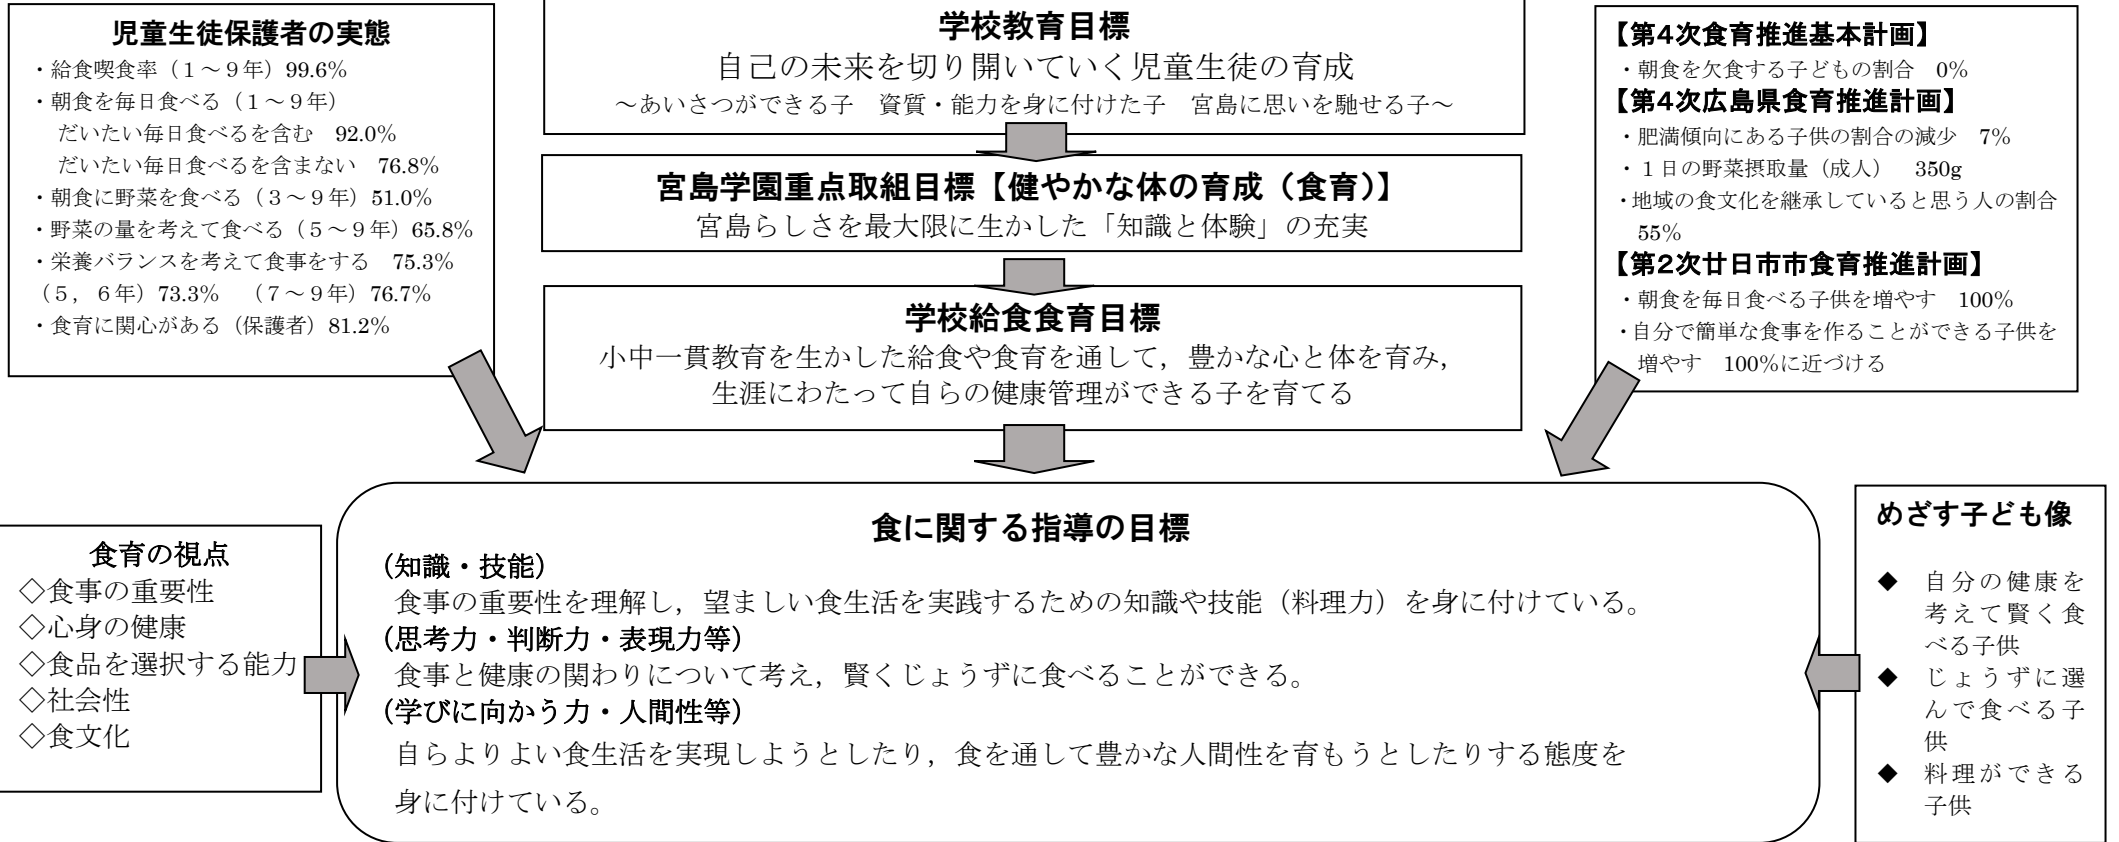 児童生徒保護者の実態
・給食喫食率（１～９年）99.6%
・朝食を毎日食べる（１～９年）
だいたい毎日食べるを含む　92.0%
だいたい毎日食べるを含まない　76.8%
・朝食に野菜を食べる（３～９年）51.0%
・野菜の量を考えて食べる（５～９年）65.8%
・栄養バランスを考えて食事をする　75.3%
（５，６年）73.3%　（７～９年）76.7%
・食育に関心がある（保護者）81.2%
学校教育目標
自己の未来を切り開いていく児童生徒の育成
～あいさつができる子　資質・能力を身に付けた子　宮島に思いを馳せる子～
宮島学園重点取組目標【健やかな体の育成（食育）】
宮島らしさを最大限に生かした「知識と体験」の充実
学校給食食育目標
小中一貫教育を生かした給食や食育を通して，豊かな心と体を育み，
生涯にわたって自らの健康管理ができる子を育てる
【第４次食育推進基本計画】
・朝食を欠食する子どもの割合　0%
【第４次広島県食育推進計画】
・肥満傾向にある子供の割合の減少　7%
・１日の野菜摂取量（成人）　350g
・地域の食文化を継承していると思う人の割合
55%
【第２次廿日市市食育推進計画】
・朝食を毎日食べる子供を増やす　100%
・自分で簡単な食事を作ることができる子供を
増やす　100%に近づける
食育の視点
◇食事の重要性
◇心身の健康
◇食品を選択する能力
◇社会性
◇食文化
食に関する指導の目標
（知識・技能）
食事の重要性を理解し，望ましい食生活を実践するための知識や技能（料理力）を身に付けている。
（思考力・判断力・表現力等）
食事と健康の関わりについて考え，賢くじょうずに食べることができる。
（学びに向かう力・人間性等）
自らよりよい食生活を実現しようとしたり，食を通して豊かな人間性を育もうとしたりする態度を
身に付けている。
めざす子ども像
◆　自分の健康を
考えて賢く食
べる子供
◆　じょうずに選
んで食べる子
供
◆　料理ができる
子供